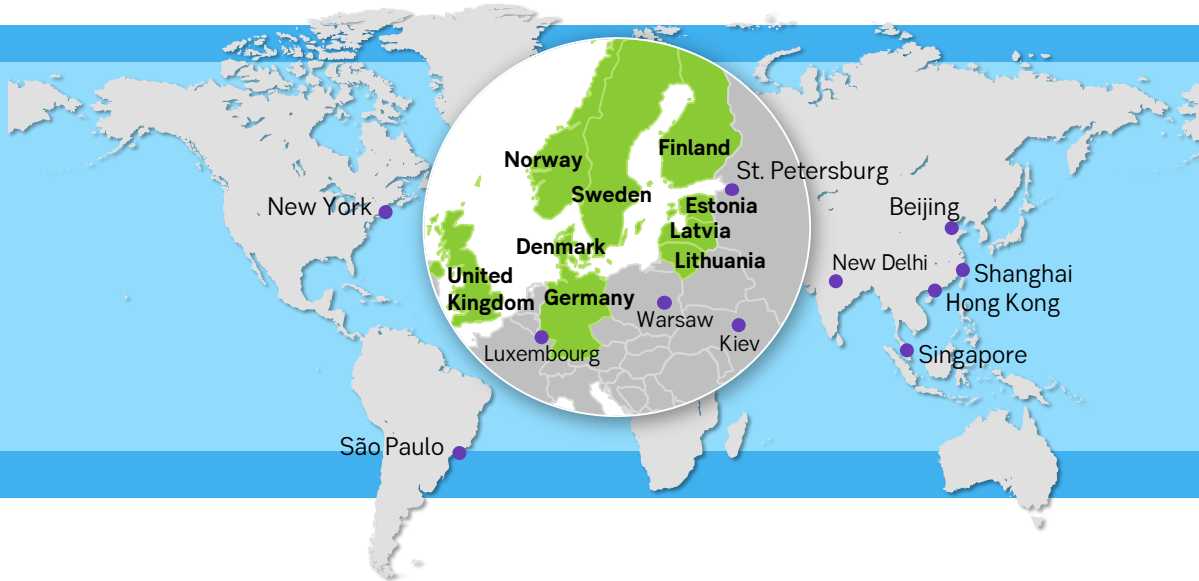 Norway
Finland
St. Petersburg
Sweden
New York
Estonia
Beijing
Latvia
Denmark
Lithuania
New Delhi
United
Kingdom
Shanghai
Germany
Hong Kong
Warsaw
Kiev
Luxembourg
Singapore
São Paulo